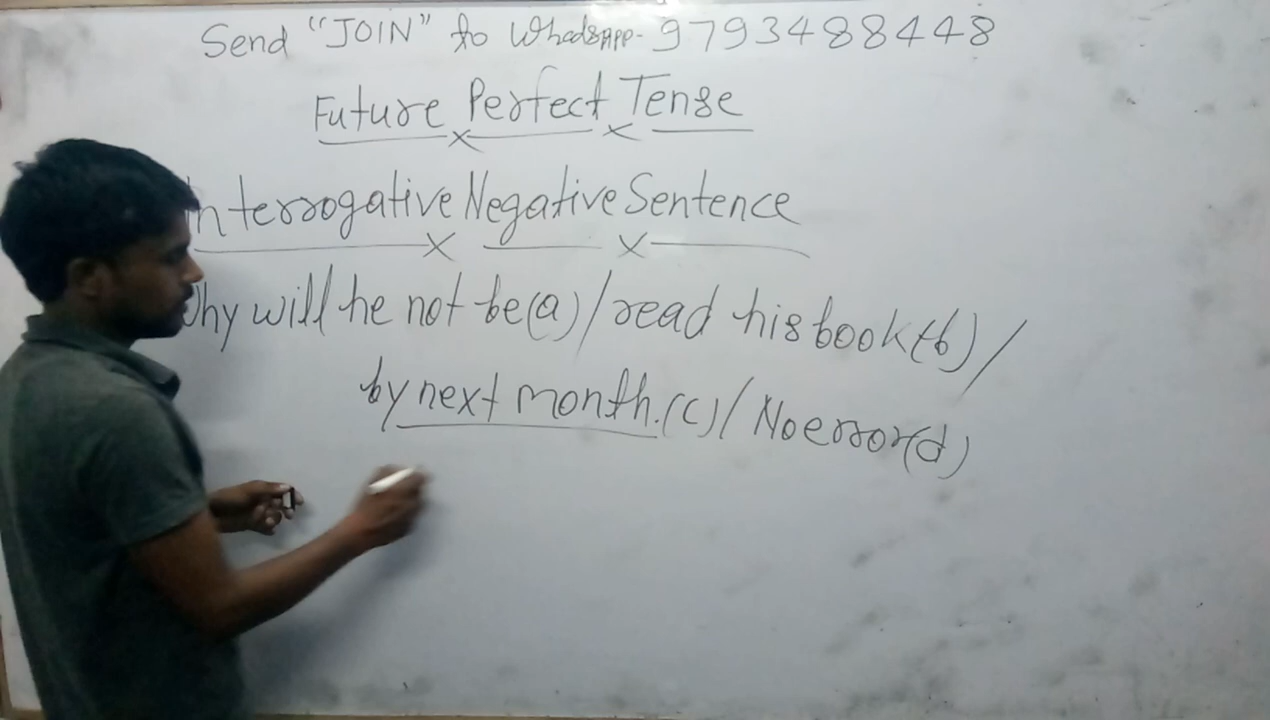 Send "JOIN" to WhatsApp- 9793488448
Future Perfect Tense
Interrogative Negative Sentence
Why will he not be(a)/read his book(b)/
by next month.(c)/No error(d)